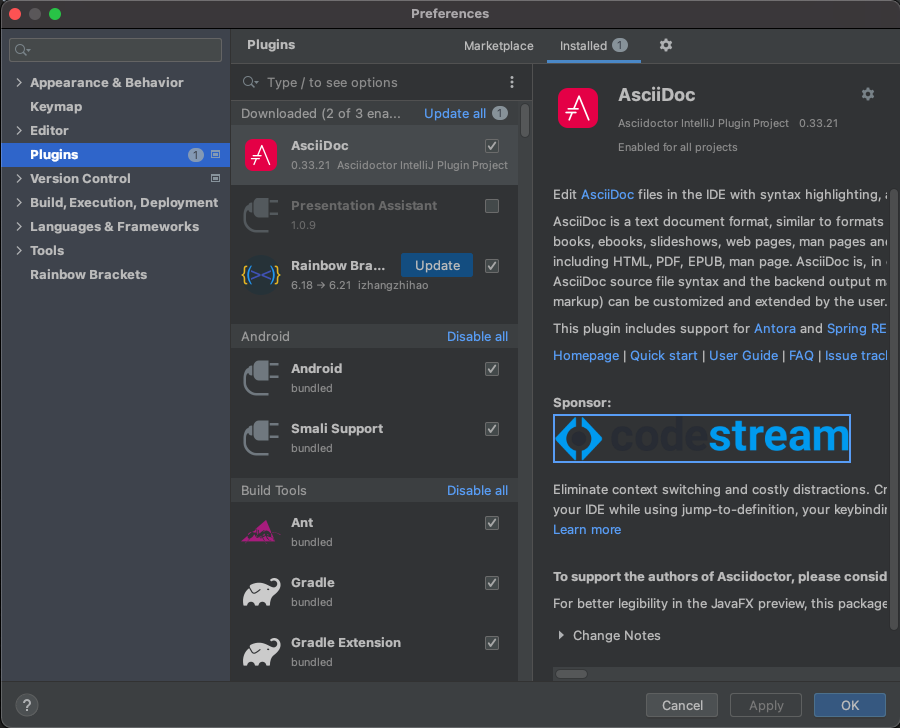 Preferences
Plugins
Marketplace
Installed 1
Appearance & Behavior
Keymap
Editor
Plugins 1
Version Control
Build, Execution, Deployment
Languages & Frameworks
Tools
Rainbow Brackets
Type / to see options
Downloaded (2 of 3 ena... Update all 1
AsciiDoc
0.33.21 Asciidoctor IntelliJ Plugin Project
Presentation Assistant
1.0.9
Rainbow Bra... Update
6.18 → 6.21 izhangzhihao
Android Disable all
Android
bundled
Smali Support
bundled
Build Tools Disable all
Ant
bundled
Gradle
bundled
Gradle Extension
bundled
AsciiDoc
Asciidoctor IntelliJ Plugin Project 0.33.21
Enabled for all projects
Edit AsciiDoc files in the IDE with syntax highlighting,
AsciiDoc is a text document format, similar to formats
books, ebooks, slideshows, web pages, man pages and
including HTML, PDF, EPUB, man page. AsciiDoc is, in
AsciiDoc source file syntax and the backend output m
markup) can be customized and extended by the user.
This plugin includes support for Antora and Spring RE
Homepage | Quick start | User Guide | FAQ | Issue track
Sponsor:
codestream
Eliminate context switching and costly distractions. Cr
your IDE while using jump-to-definition, your keybindin
Learn more
To support the authors of Asciidoctor, please consid
For better legibility in the JavaFX preview, this package
Change Notes
? Cancel Apply OK